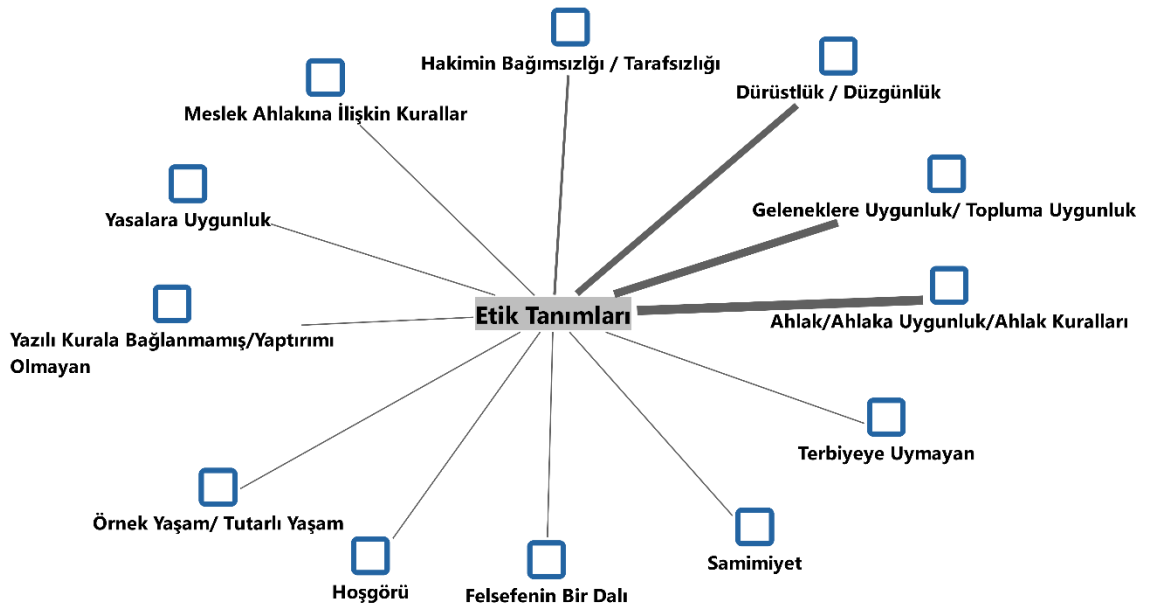 Hakimin Bağımsızlğı / Tarafsızlığı
Dürüstlük / Düzgünlük
Meslek Ahlakına İlişkin Kurallar
Geleneklere Uygunluk/ Topluma Uygunluk
Yasalara Uygunluk
Etik Tanımları
Ahlak/Ahlaka Uygunluk/Ahlak Kuralları
Yazılı Kurala Bağlanmamış/Yaptırımı
Olmayan
Terbiyeye Uymayan
Örnek Yaşam/ Tutarlı Yaşam
Samimiyet
Hoşgörü
Felsefenin Bir Dalı